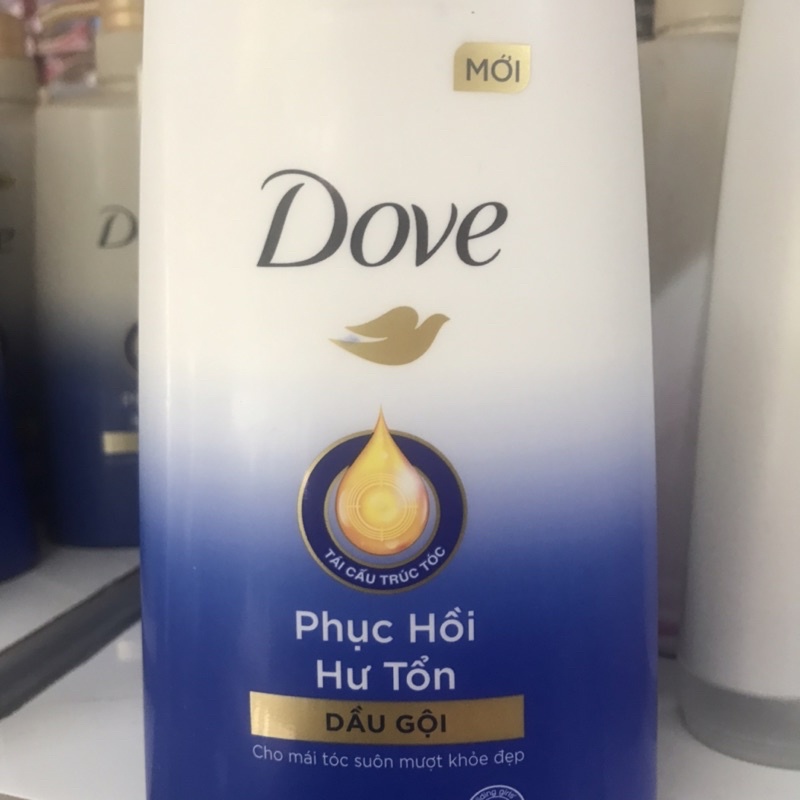 MỚI
Dove
TÁI CẤU TRÚC TÓC
Phục Hồi
Hư Tổn
DẦU GỘI
Cho mái tóc suôn mượt khỏe đẹp